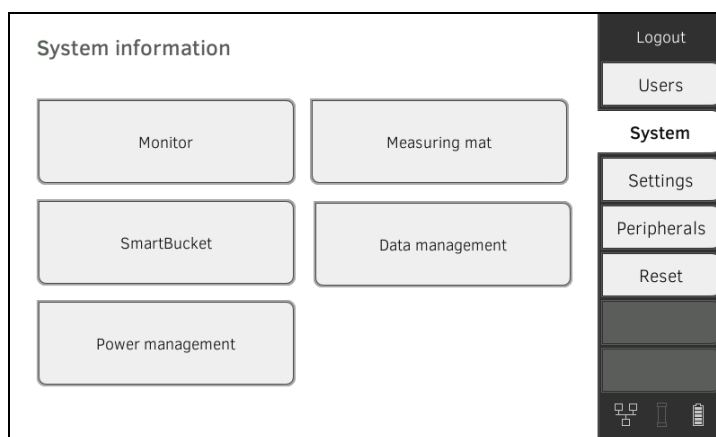 System information
Monitor
Measuring mat
SmartBucket
Data management
Power management
Logout
Users
System
Settings
Peripherals
Reset